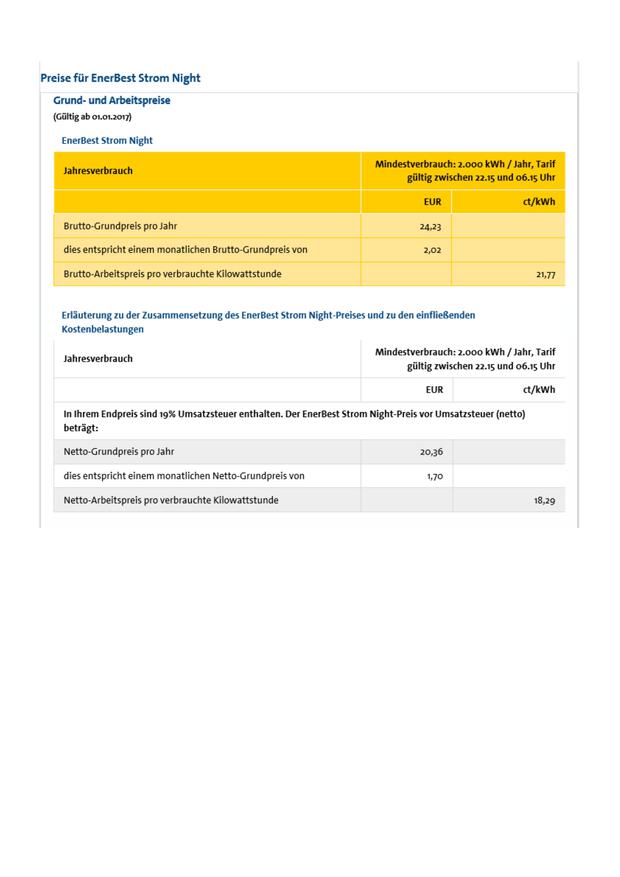 Preise für EnerBest Strom Night
Grund- und Arbeitspreise
(Gültig ab 01.01.2017)
EnerBest Strom Night
Jahresverbrauch
Mindestverbrauch: 2.000 kWh / Jahr, Tarif
gültig zwischen 22.15 und 06.15 Uhr
EUR ct/kWh
Brutto-Grundpreis pro Jahr 24,23
dies entspricht einem monatlichen Brutto-Grundpreis von 2,02
Brutto-Arbeitspreis pro verbrauchte Kilowattstunde 21,77
Erläuterung zu der Zusammensetzung des EnerBest Strom Night-Preises und zu den einfließenden
Kostenbelastungen
Jahresverbrauch
Mindestverbrauch: 2.000 kWh / Jahr, Tarif
gültig zwischen 22.15 und 06.15 Uhr
EUR ct/kWh
In Ihrem Endpreis sind 19% Umsatzsteuer enthalten. Der EnerBest Strom Night-Preis vor Umsatzsteuer (netto)
beträgt:
Netto-Grundpreis pro Jahr 20,36
dies entspricht einem monatlichen Netto-Grundpreis von 1,70
Netto-Arbeitspreis pro verbrauchte Kilowattstunde 18,29